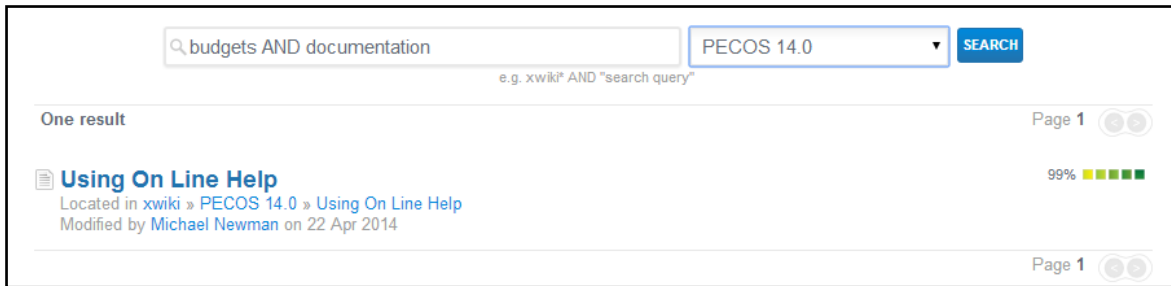 budgets AND documentation PECOS 14.0 SEARCH
e.g. xwiki* AND "search query"
One result Page 1
Using On Line Help 99%
Located in xwiki » PECOS 14.0 » Using On Line Help
Modified by Michael Newman on 22 Apr 2014
Page 1